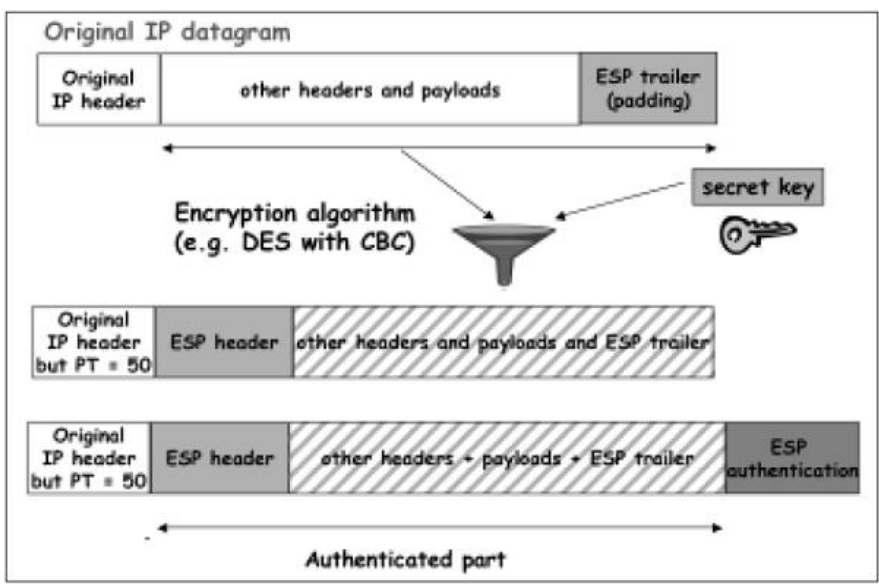 Original IP datagram
Original
IP header
other headers and payloads
ESP trailer
(padding)
secret key
Encryption algorithm
(e.g. DES with CBC)
Original
IP header
but PT = 50
ESP header
other headers and payloads and ESP trailer
Original
IP header
but PT = 50
ESP header
other headers + payloads + ESP trailer
ESP
authentication
Authenticated part